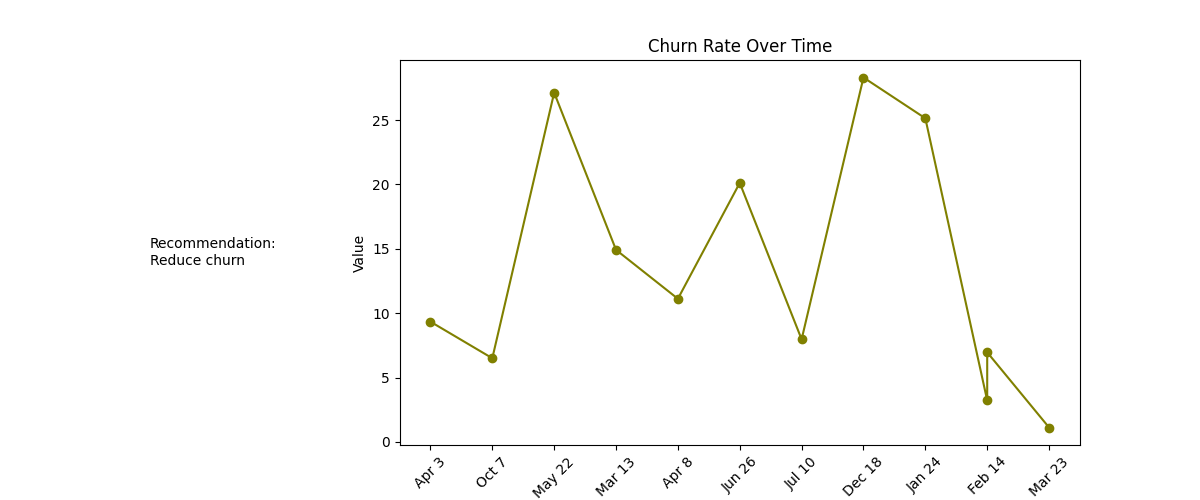 Churn Rate Over Time
Recommendation:
Reduce churn
Value
25
20
15
10
5
0
Apr 3
Oct 7
May 22
Mar 13
Apr 8
Jun 26
Jul 10
Dec 18
Jan 24
Feb 14
Mar 23